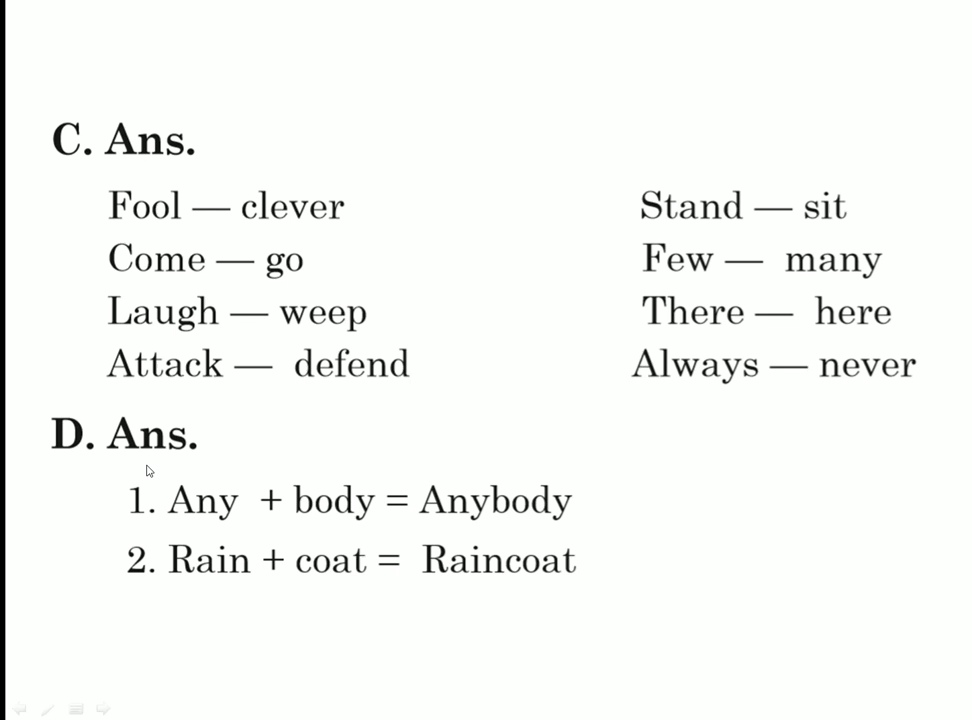 C. Ans.
Fool — clever Stand — sit
Come — go Few — many
Laugh — weep There — here
Attack — defend Always — never
D. Ans.
1. Any + body = Anybody
2. Rain + coat = Raincoat